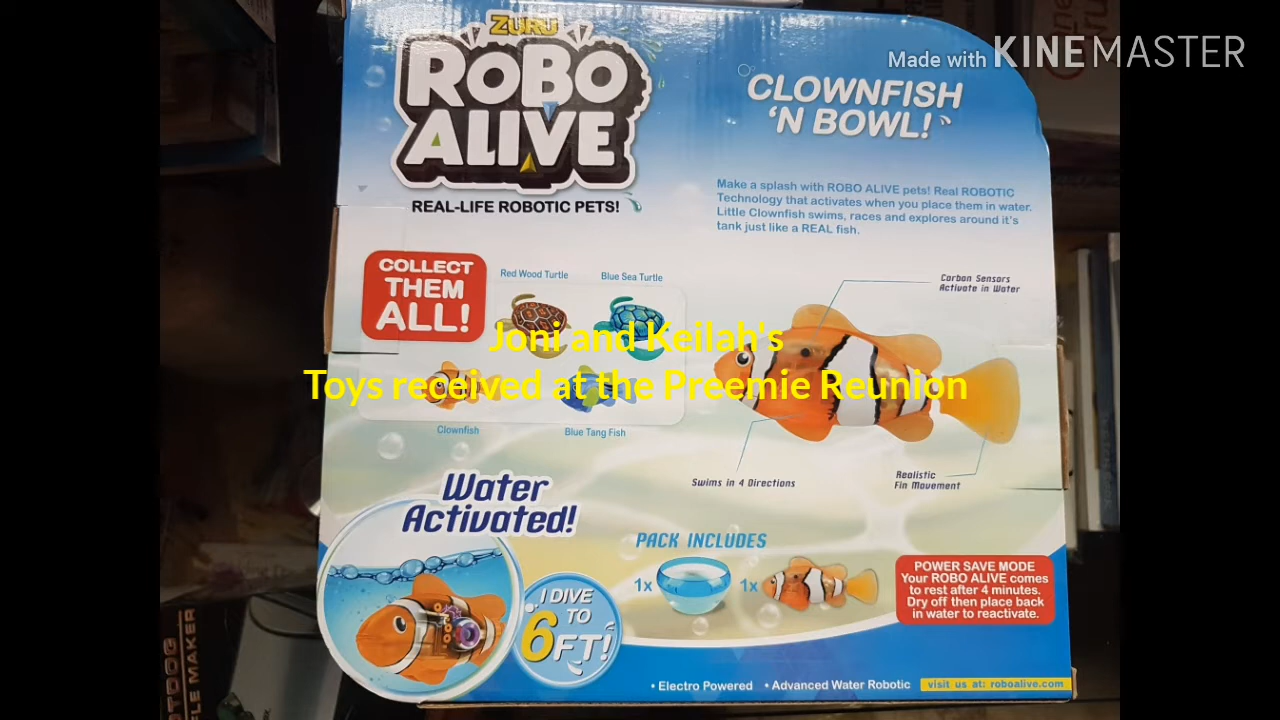 Made with KINEMASTER
ZURU
ROBO
ALIVE
REAL-LIFE ROBOTIC PETS!
CLOWNFISH
'N BOWL!
Make a splash with ROBO ALIVE pets! Real ROBOTIC
Technology that activates when you place them in water.
Little Clownfish swims, races and explores around it's
tank just like a REAL fish.
COLLECT
THEM
ALL!
Red Wood Turtle
Blue Sea Turtle
Clownfish
Blue Tang Fish
Carbon Sensors
Activate in Water
Joni and Keilah's
Toys received at the Preemie Reunion
Swims in 4 Directions
Realistic
Fin Movement
Water
Activated!
I DIVE
TO
6FT!
PACK INCLUDES
1x
1x
POWER SAVE MODE
Your ROBO ALIVE comes
to rest after 4 minutes.
Dry off then place back
in water to reactivate.
• Electro Powered • Advanced Water Robotic
visit us at: roboalive.com